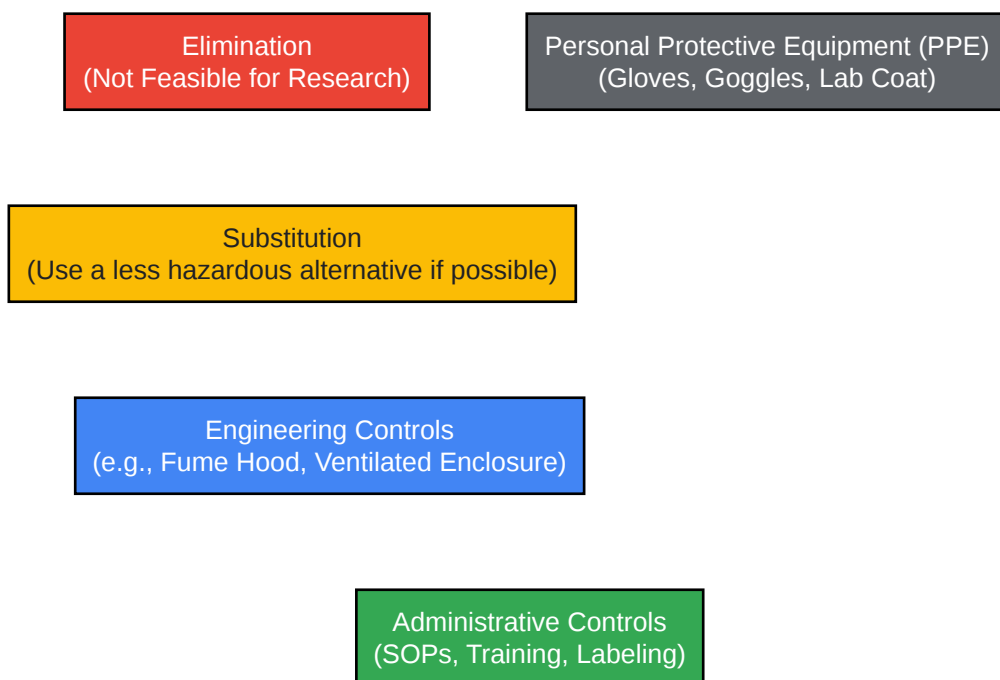 Elimination
(Not Feasible for Research)
Personal Protective Equipment (PPE)
(Gloves, Goggles, Lab Coat)
Substitution
(Use a less hazardous alternative if possible)
Engineering Controls
(e.g., Fume Hood, Ventilated Enclosure)
Administrative Controls
(SOPs, Training, Labeling)